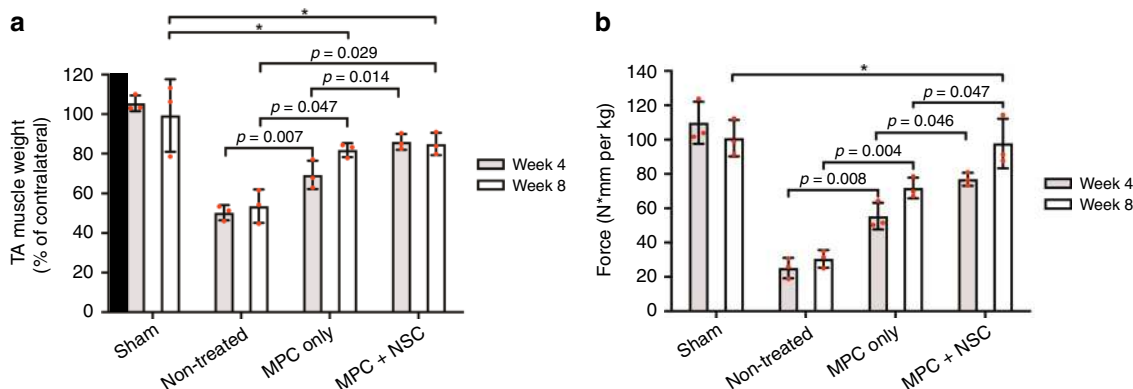 a
*
*
p = 0.029
p = 0.014
p = 0.047
p = 0.007
TA muscle weight
(% of contralateral)
120
100
80
60
40
20
0
Sham
Non-treated
MPC only
MPC + NSC
Week 4
Week 8
b
*
p = 0.047
p = 0.046
p = 0.004
p = 0.008
Force (N*mm per kg)
140
120
100
80
60
40
20
0
Sham
Non-treated
MPC only
MPC + NSC
Week 4
Week 8